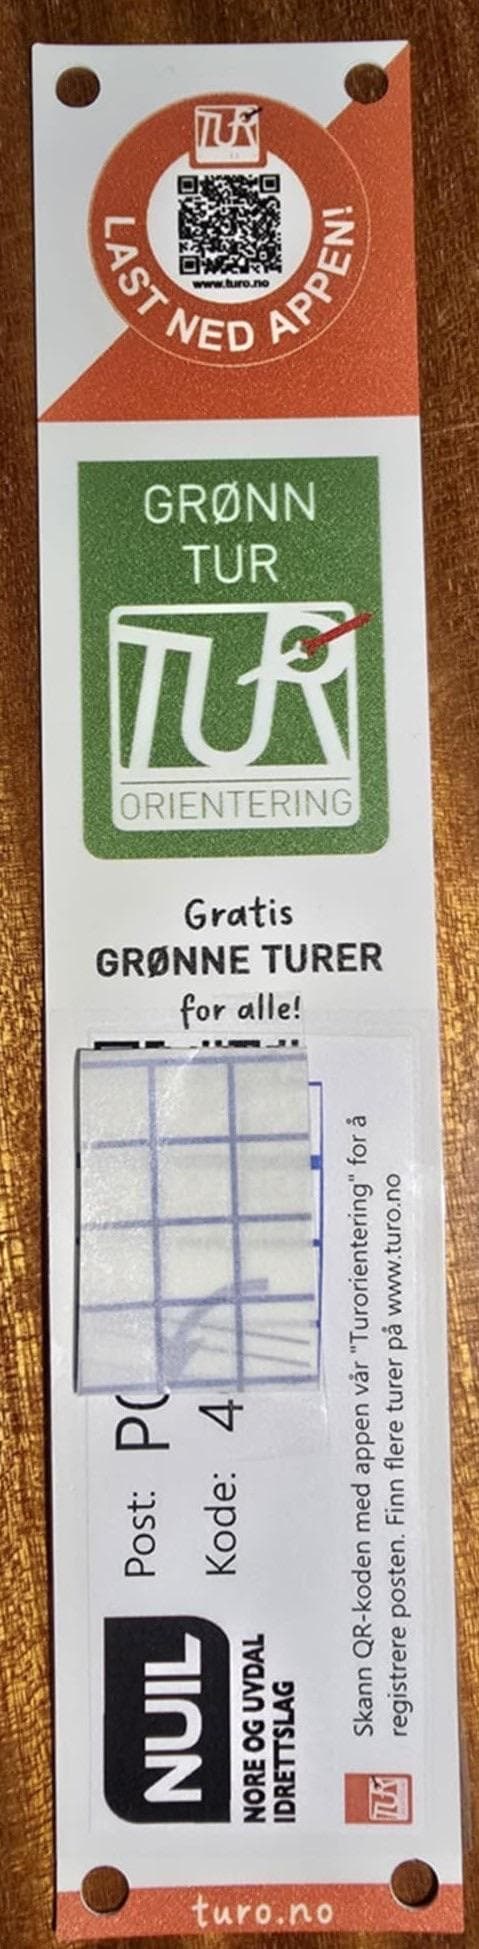 TUR
www.turo.no
LAST NED APPEN!
GRØNN
TUR
TUR
ORIENTERING
Gratis
GRØNNE TURER
for alle!
Post:
Kode: 4
NUIL
NORE OG UVDAL
IDRETTSLAG
Skann QR-koden med appen vår "Turorientering" for å
registrere posten. Finn flere turer på www.turo.no
TUR
turo.no